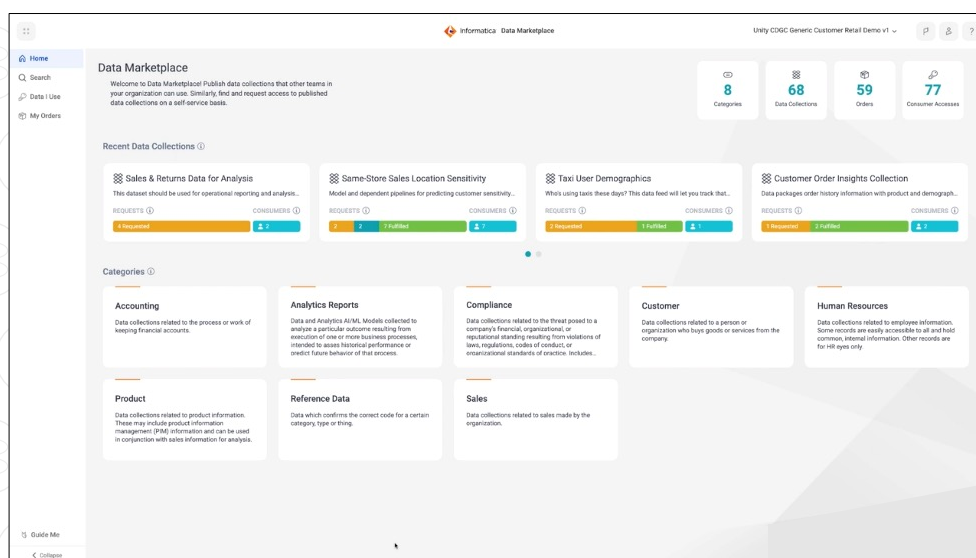 Informatica Data Marketplace
Unity CDGC Generic Customer Retail Demo v1
?
Home
Search
Data I Use
My Orders
Data Marketplace
Welcome to Data Marketplace! Publish data collections that other teams in
your organization can use. Similarly, find and request access to published
data collections on a self-service basis.
8
Categories
68
Data Collections
59
Orders
77
Consumer Accesses
Recent Data Collections
Sales & Returns Data for Analysis
This dataset should be used for operational reporting and analysis...
REQUESTS CONSUMERS
4 Requested 2
Same-Store Sales Location Sensitivity
Model and dependent pipelines for predicting customer sensitivity...
REQUESTS CONSUMERS
2 2 7 Fulfilled 7
Taxi User Demographics
Who's using taxis these days? This data feed will let you track that...
REQUESTS CONSUMERS
2 Requested 1 Fulfilled 1
Customer Order Insights Collection
Data packages order history information with product and demograph...
REQUESTS CONSUMERS
1 Requested 2 Fulfilled 2
Categories
Accounting
Data collections related to the process or work of
keeping financial accounts.
Analytics Reports
Data and Analytics AI/ML Models collected to
analyze a particular outcome resulting from
execution of one or more business processes,
intended to asses historical performance or
predict future behavior of that process.
Compliance
Data collections related to the threat posed to a
company's financial, organizational, or
reputational standing resulting from violations of
laws, regulations, codes of conduct, or
organizational standards of practice. Includes...
Customer
Data collections related to a person or
organization who buys goods or services from the
company.
Human Resources
Data collections related to employee information.
Some records are easily accessible to all and hold
common, internal information. Other records are
for HR eyes only.
Product
Data collections related to product information.
These may include product information
management (PIM) information and can be used
in conjunction with sales information for analysis.
Reference Data
Data which confirms the correct code for a certain
category, type or thing.
Sales
Data collections related to sales made by the
organization.
Guide Me
Collapse